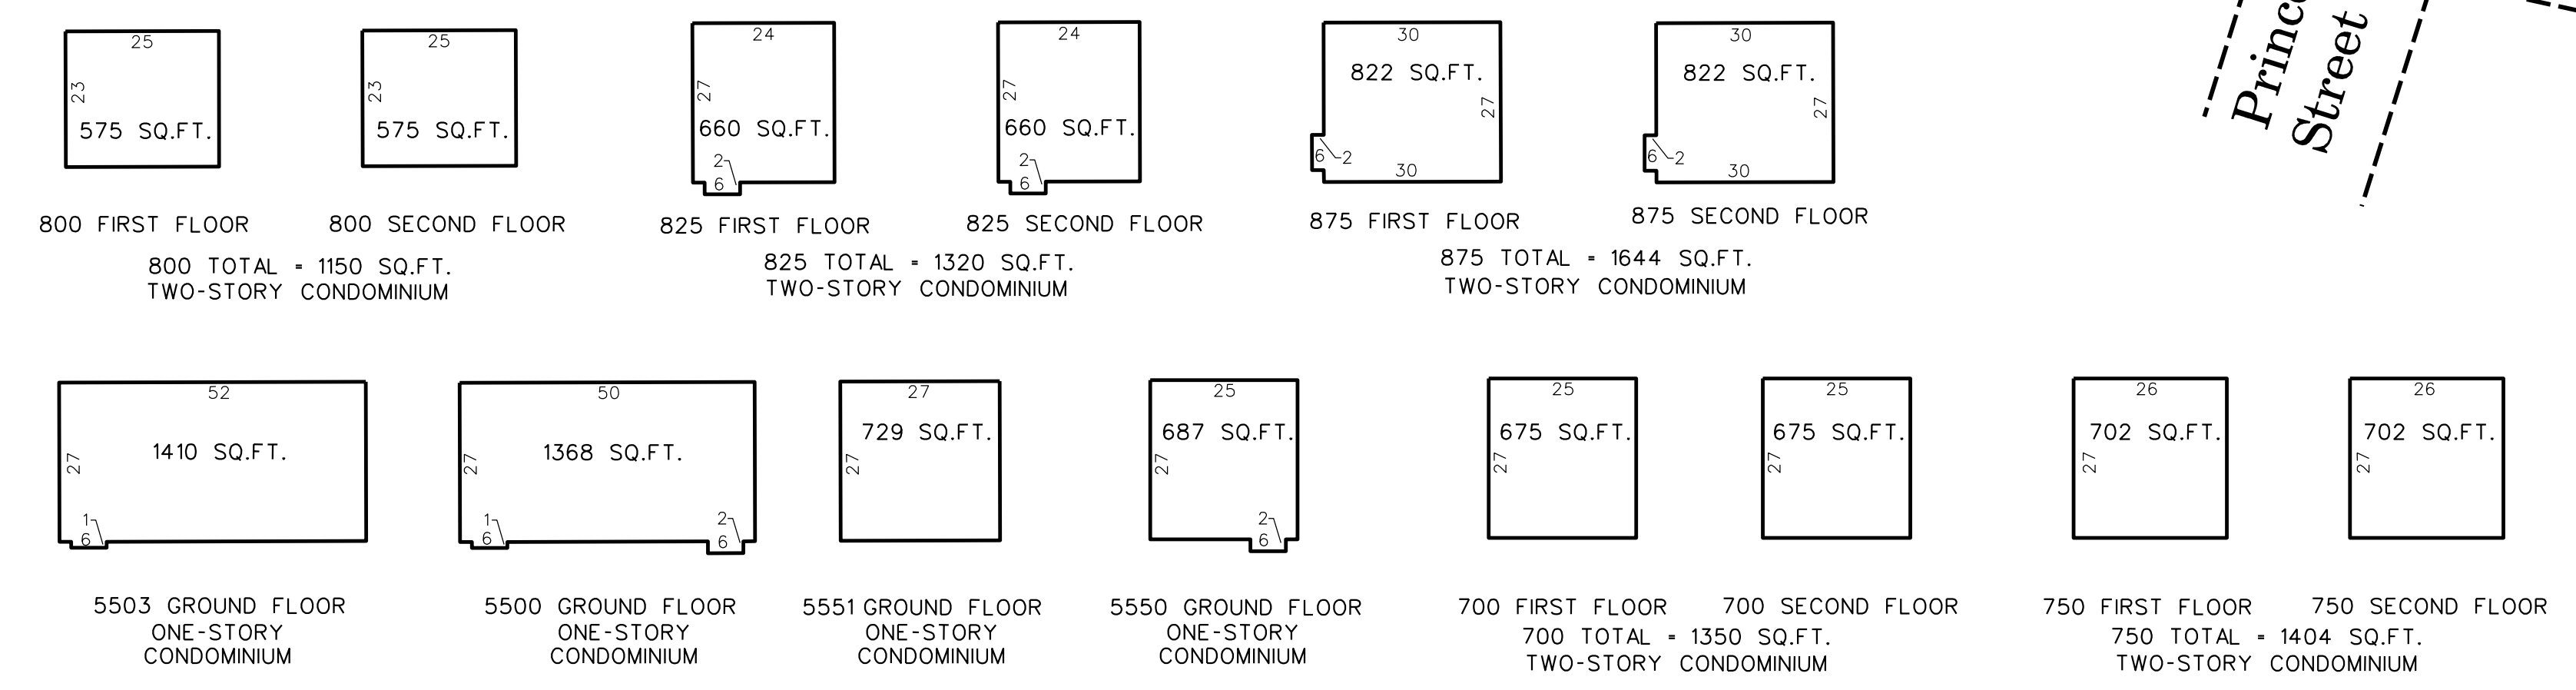 25
23
575 SQ.FT.
800 FIRST FLOOR
25
23
575 SQ.FT.
800 SECOND FLOOR
800 TOTAL = 1150 SQ.FT.
TWO-STORY CONDOMINIUM
24
27
660 SQ.FT.
2
6
825 FIRST FLOOR
24
27
660 SQ.FT.
2
6
825 SECOND FLOOR
825 TOTAL = 1320 SQ.FT.
TWO-STORY CONDOMINIUM
30
822 SQ.FT.
27
6 2
30
875 FIRST FLOOR
30
822 SQ.FT.
27
6 2
30
875 SECOND FLOOR
875 TOTAL = 1644 SQ.FT.
TWO-STORY CONDOMINIUM
Street
52
1410 SQ.FT.
27
1
6
5503 GROUND FLOOR
ONE-STORY
CONDOMINIUM
50
1368 SQ.FT.
27
1
6
2
6
5500 GROUND FLOOR
ONE-STORY
CONDOMINIUM
27
729 SQ.FT.
27
5551 GROUND FLOOR
ONE-STORY
CONDOMINIUM
25
687 SQ.FT.
27
2
6
5550 GROUND FLOOR
ONE-STORY
CONDOMINIUM
25
675 SQ.FT.
27
700 FIRST FLOOR
25
675 SQ.FT.
27
700 SECOND FLOOR
700 TOTAL = 1350 SQ.FT.
TWO-STORY CONDOMINIUM
26
702 SQ.FT.
27
750 FIRST FLOOR
26
702 SQ.FT.
27
750 SECOND FLOOR
750 TOTAL = 1404 SQ.FT.
TWO-STORY CONDOMINIUM